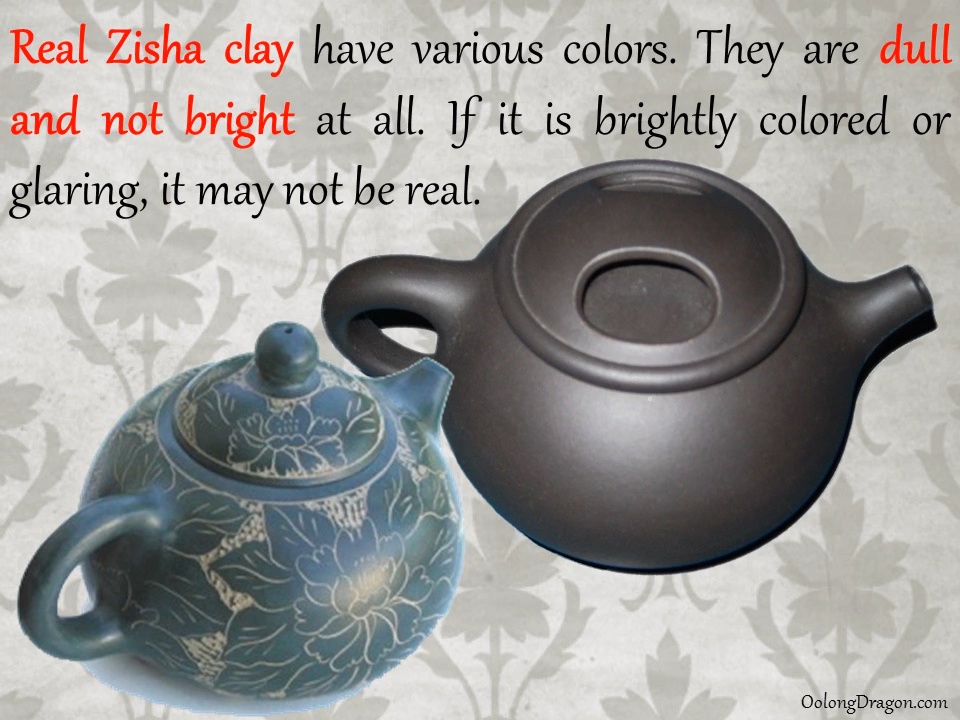 Real Zisha clay have various colors. They are dull
and not bright at all. If it is brightly colored or
glaring, it may not be real.
OolongDragon.com